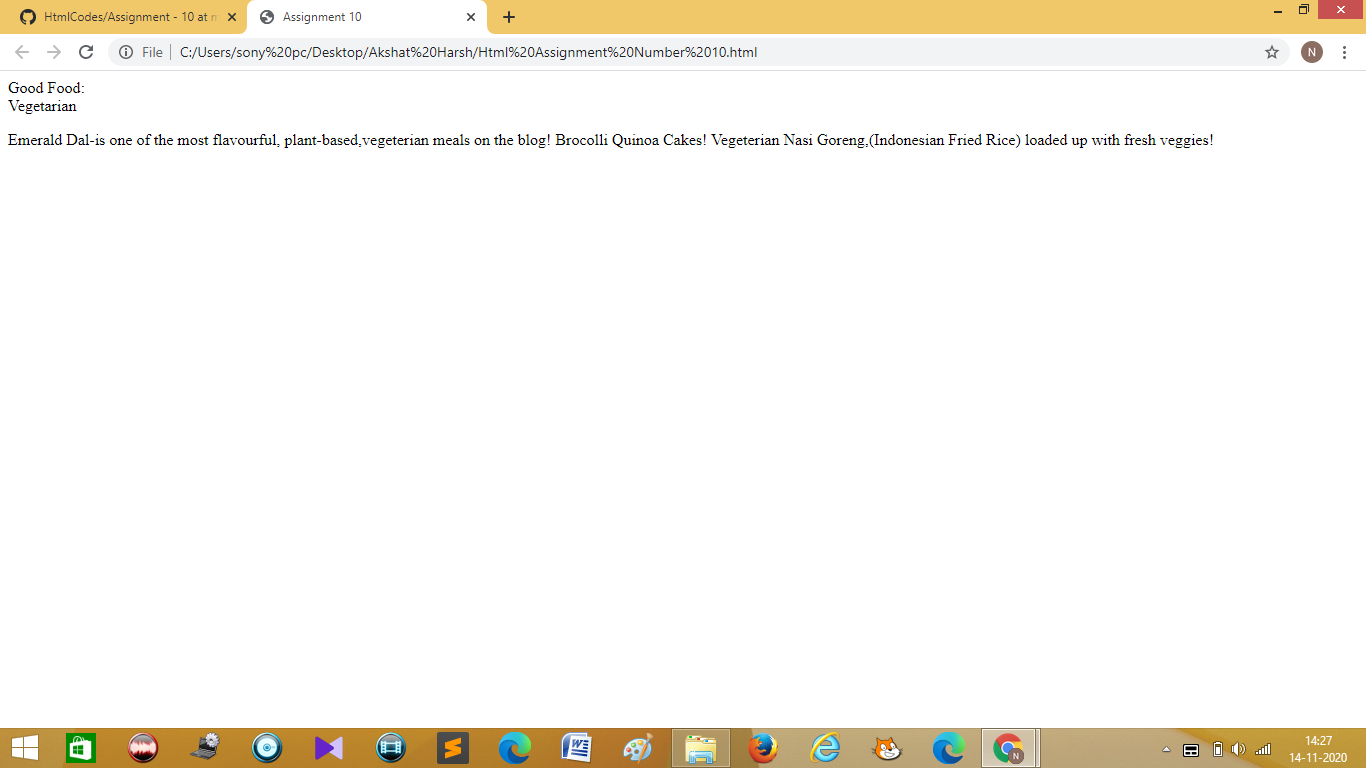 HtmlCodes/Assignment - 10 at m
Assignment 10
File
C:/Users/sony%20pc/Desktop/Akshat%20Harsh/Html%20Assignment%20Number%2010.html
N
Good Food:
Vegetarian
Emerald Dal-is one of the most flavourful, plant-based,vegeterian meals on the blog! Brocolli Quinoa Cakes! Vegeterian Nasi Goreng,(Indonesian Fried Rice) loaded up with fresh veggies!
N
14:27
14-11-2020